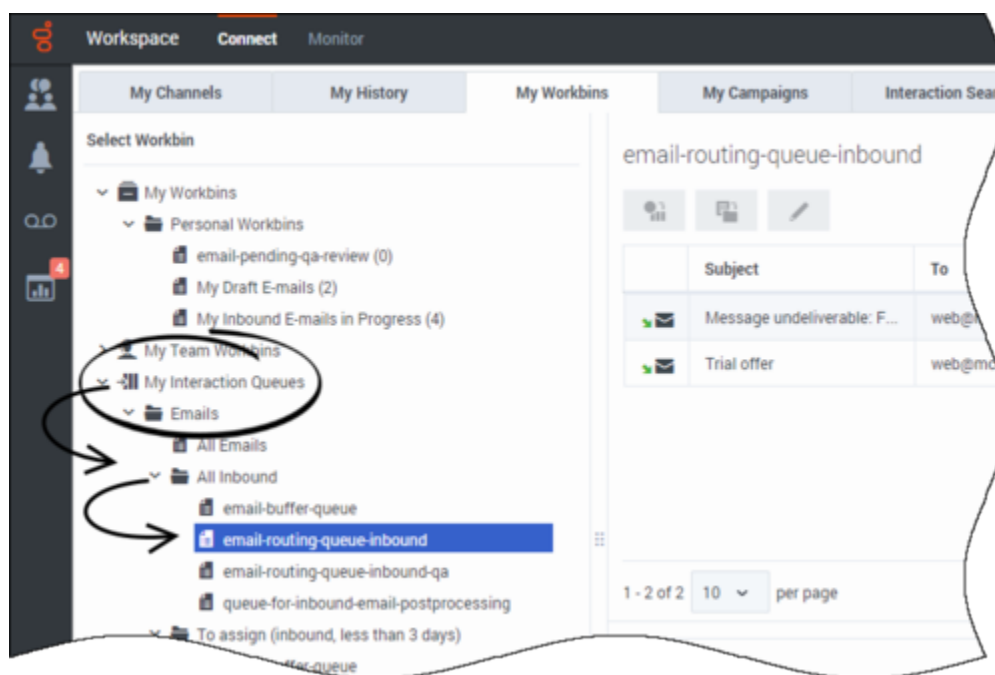 Workspace Connect Monitor
My Channels My History My Workbins My Campaigns Interaction Sear
Select Workbin
My Workbins
Personal Workbins
email-pending-qa-review (0)
My Draft E-mails (2)
My Inbound E-mails in Progress (4)
My Team Workbins
My Interaction Queues
Emails
All Emails
All Inbound
email-buffer-queue
email-routing-queue-inbound
email-routing-queue-inbound-qa
queue-for-inbound-email-postprocessing
To assign (inbound, less than 3 days)
ffer-queue
4
email-routing-queue-inbound
Subject To
Message undeliverable: F... web@
Trial offer web@mc
1 - 2 of 2 10 per page